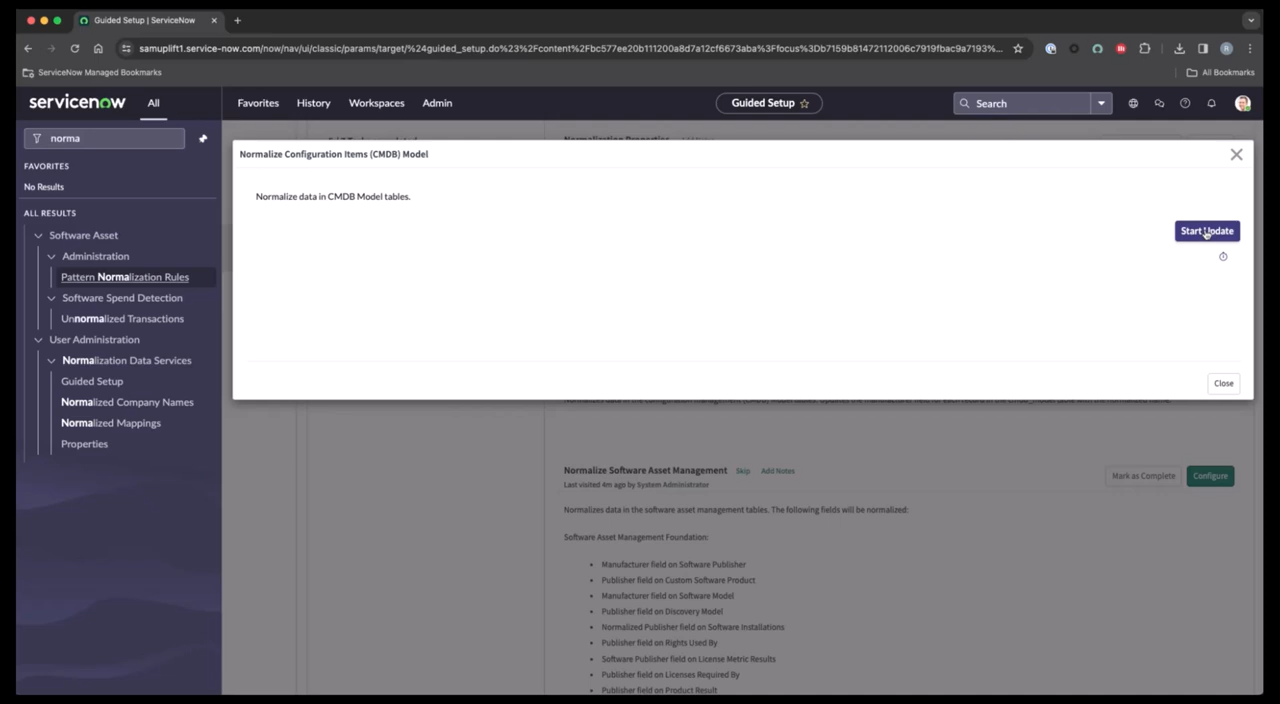 Guided Setup | ServiceNow
samuplift1.service-now.com/now/nav/ui/classic/params/target/%24guided_setup.do%23%2Fcontent%2Fbc577ee20b111200a8d7a12cf6673aba%3Ffocus%3Db7159b81472112006c7919fbac9a7193%...
R
ServiceNow Managed Bookmarks
All Bookmarks
servicenow
All
Favorites
History
Workspaces
Admin
Guided Setup
Search
norma
FAVORITES
No Results
ALL RESULTS
Software Asset
Administration
Pattern Normalization Rules
Software Spend Detection
Unnormalized Transactions
User Administration
Normalization Data Services
Guided Setup
Normalized Company Names
Normalized Mappings
Properties
Normalize Configuration Items (CMDB) Model
Normalize data in CMDB Model tables.
Start Update
Close
Normalize Software Asset Management Skip Add Notes
Last visited 4m ago by System Administrator
Mark as Complete
Configure
Normalizes data in the software asset management tables. The following fields will be normalized:
Software Asset Management Foundation:
• Manufacturer field on Software Publisher
• Publisher field on Custom Software Product
• Manufacturer field on Software Model
• Publisher field on Discovery Model
• Normalized Publisher field on Software Installations
• Publisher field on Rights Used By
• Software Publisher field on License Metric Results
• Publisher field on Licenses Required By
• Publisher field on Product Result